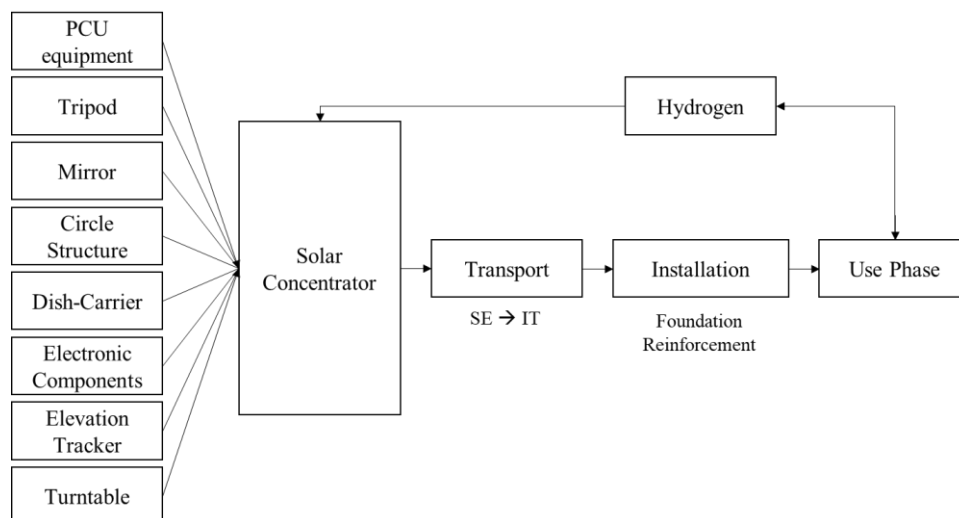 PCU
equipment
Tripod
Mirror
Circle
Structure
Dish-Carrier
Electronic
Components
Elevation
Tracker
Turntable
Solar
Concentrator
Hydrogen
Transport
SE → IT
Installation
Foundation
Reinforcement
Use Phase